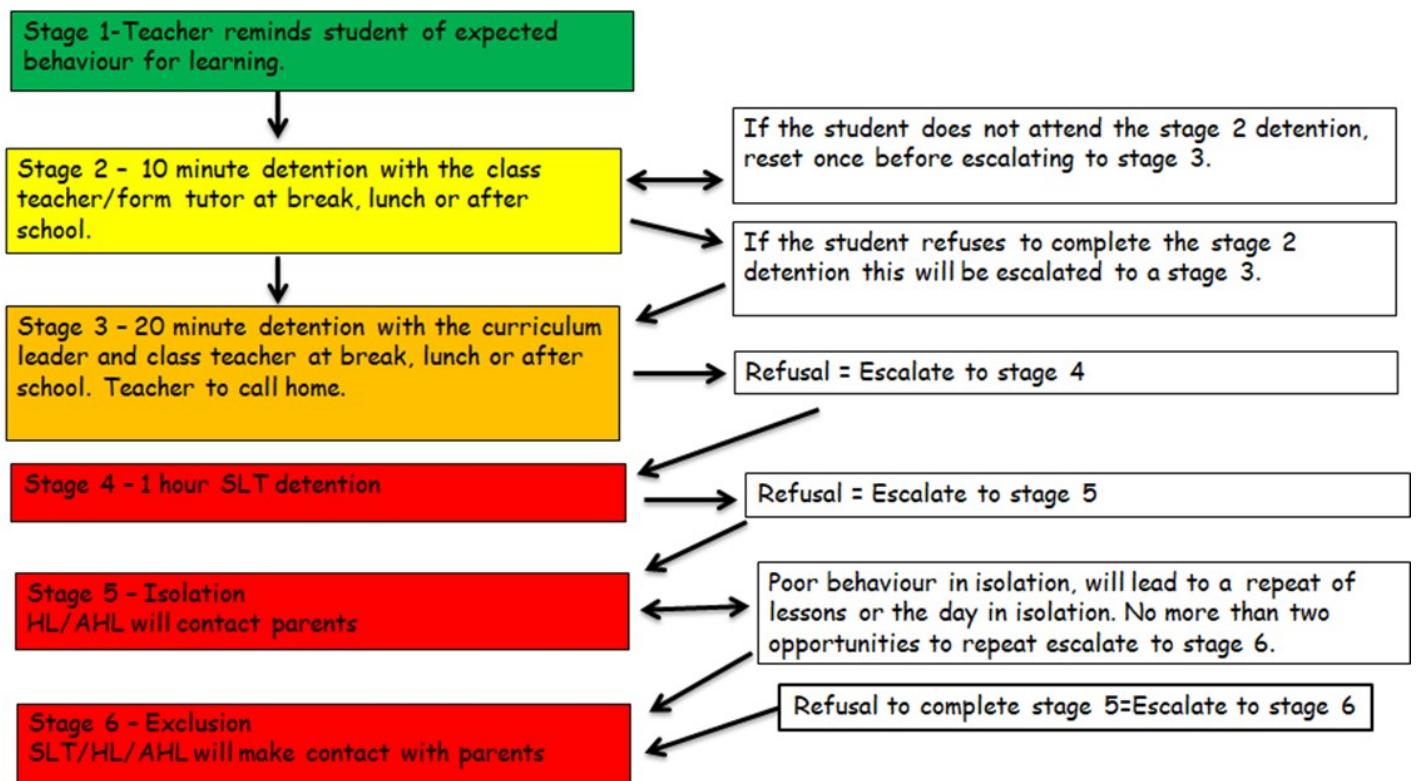 Stage 1-Teacher reminds student of expected
behaviour for learning.
Stage 2 - 10 minute detention with the class
teacher/form tutor at break, lunch or after
school.
If the student does not attend the stage 2 detention,
reset once before escalating to stage 3.
If the student refuses to complete the stage 2
detention this will be escalated to a stage 3.
Stage 3 - 20 minute detention with the curriculum
leader and class teacher at break, lunch or after
school. Teacher to call home.
Refusal = Escalate to stage 4
Stage 4 - 1 hour SLT detention
Refusal = Escalate to stage 5
Stage 5 - Isolation
HL/AHL will contact parents
Poor behaviour in isolation, will lead to a repeat of
lessons or the day in isolation. No more than two
opportunities to repeat escalate to stage 6.
Refusal to complete stage 5=Escalate to stage 6
Stage 6 - Exclusion
SLT/HL/AHL will make contact with parents